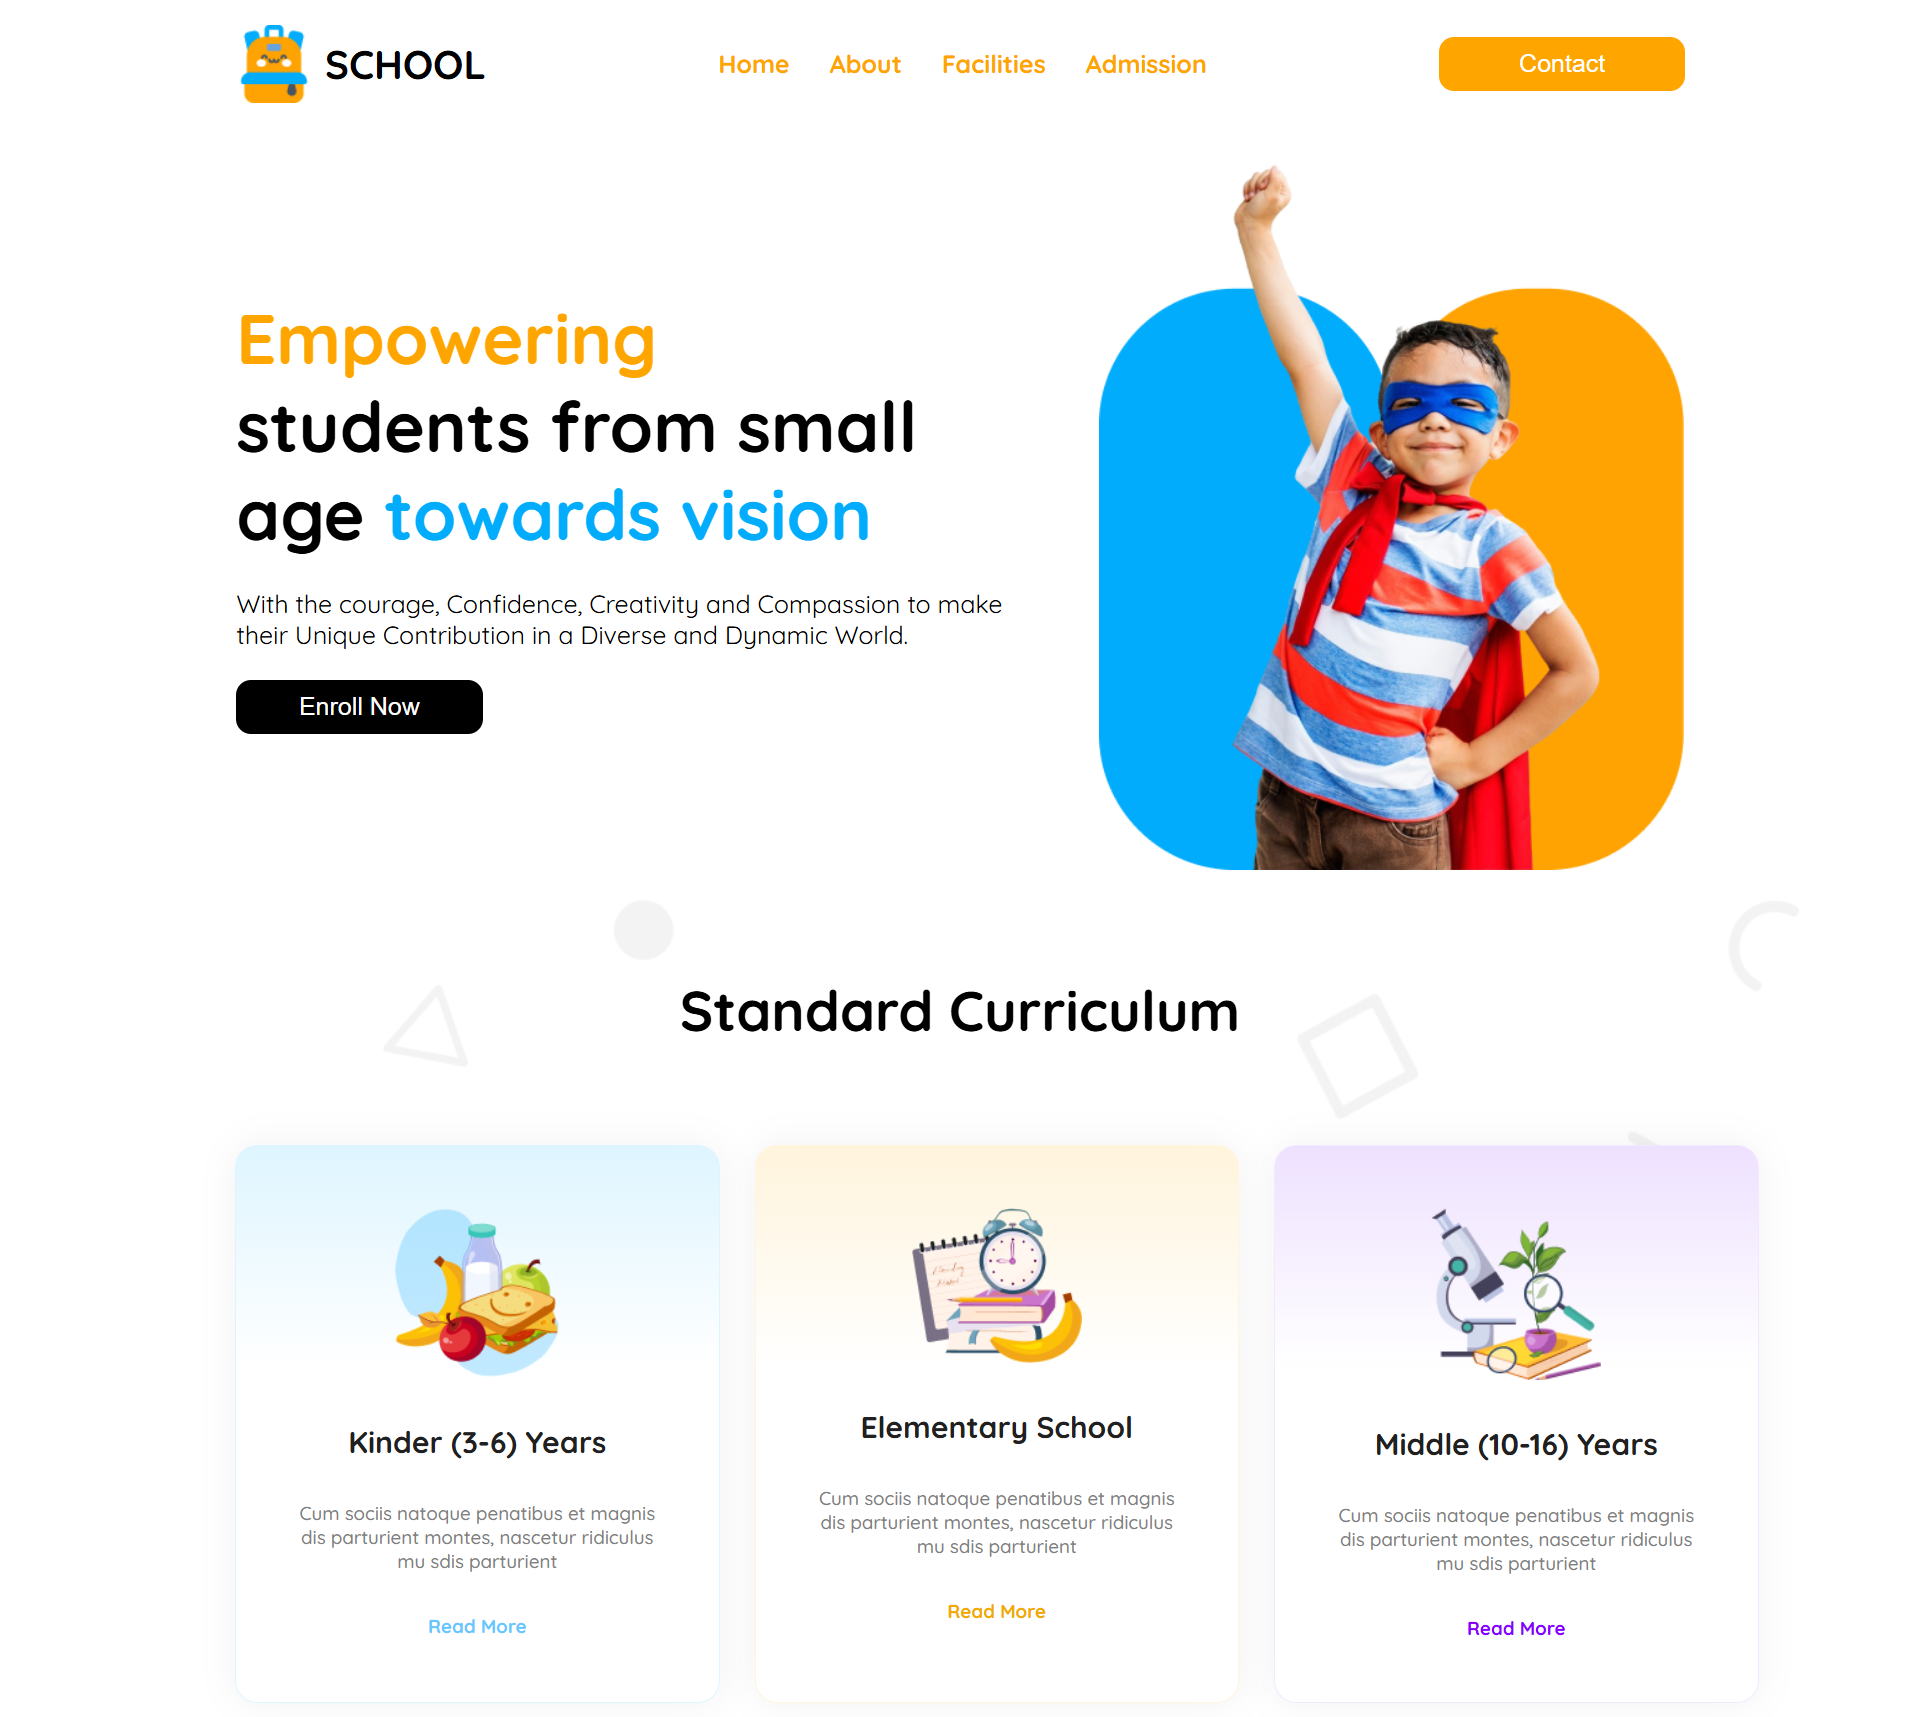 SCHOOL
Home About Facilities Admission
Contact
Empowering
students from small
age towards vision
With the courage, Confidence, Creativity and Compassion to make
their Unique Contribution in a Diverse and Dynamic World.
Enroll Now
Standard Curriculum
Kinder (3-6) Years
Cum sociis natoque penatibus et magnis
dis parturient montes, nascetur ridiculus
mu sdis parturient
Read More
Elementary School
Cum sociis natoque penatibus et magnis
dis parturient montes, nascetur ridiculus
mu sdis parturient
Read More
Middle (10-16) Years
Cum sociis natoque penatibus et magnis
dis parturient montes, nascetur ridiculus
mu sdis parturient
Read More